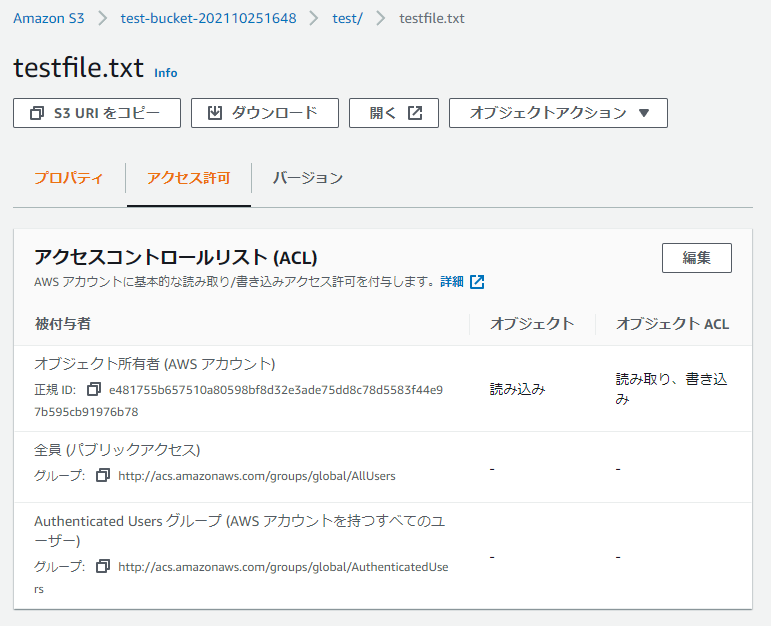 Amazon S3 > test-bucket-202110251648 > test/ > testfile.txt
testfile.txt Info
S3 URI をコピー ダウンロード 開く オブジェクトアクション ▼
プロパティ アクセス許可 バージョン
アクセスコントロールリスト (ACL) 編集
AWS アカウントに基本的な読み取り/書き込みアクセス許可を付与します。詳細
被付与者 オブジェクト オブジェクト ACL
オブジェクト所有者 (AWS アカウント)
正規 ID: e481755b657510a80598bf8d32e3ade75dd8c78d5583f44e9
7b595cb91976b78
読み込み
読み取り、書き込
み
全員 (パブリックアクセス)
グループ: http://acs.amazonaws.com/groups/global/AllUsers
- -
Authenticated Users グループ (AWS アカウントを持つすべてのユ
ーザー)
グループ: http://acs.amazonaws.com/groups/global/AuthenticatedUse
rs
- -